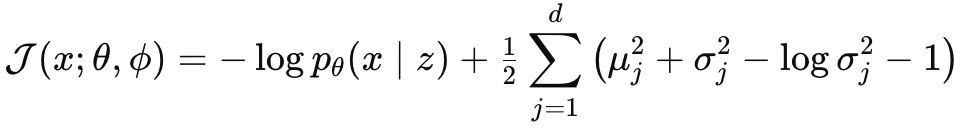 𝒥(x; θ, ϕ) = − log p_θ(x | z) + ½ ∑_{j=1}^{d} (μ_j² + σ_j² − log σ_j² − 1)